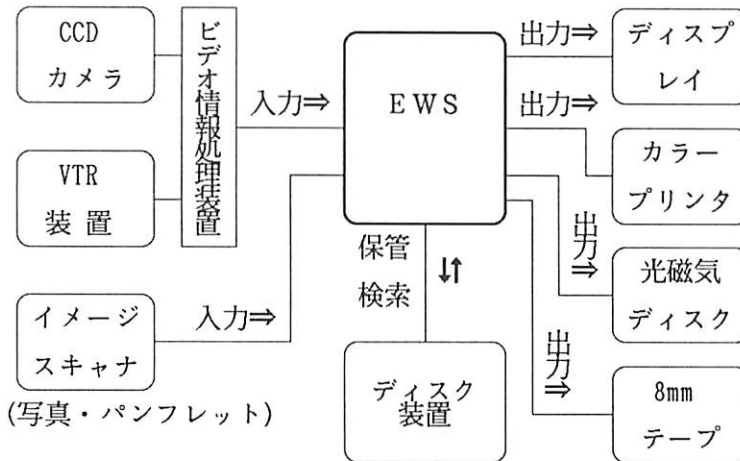 CCD
カメラ
VTR
装置
イメージ
スキャナ
(写真・パンフレット)
ビデオ情報処理装置
入力⇒
入力⇒
EWS
保管
検索
⇓⇑
ディスク
装置
出力⇒
ディスプ
レイ
出力⇒
カラー
プリンタ
出力⇒
光磁気
ディスク
出力⇒
8mm
テープ